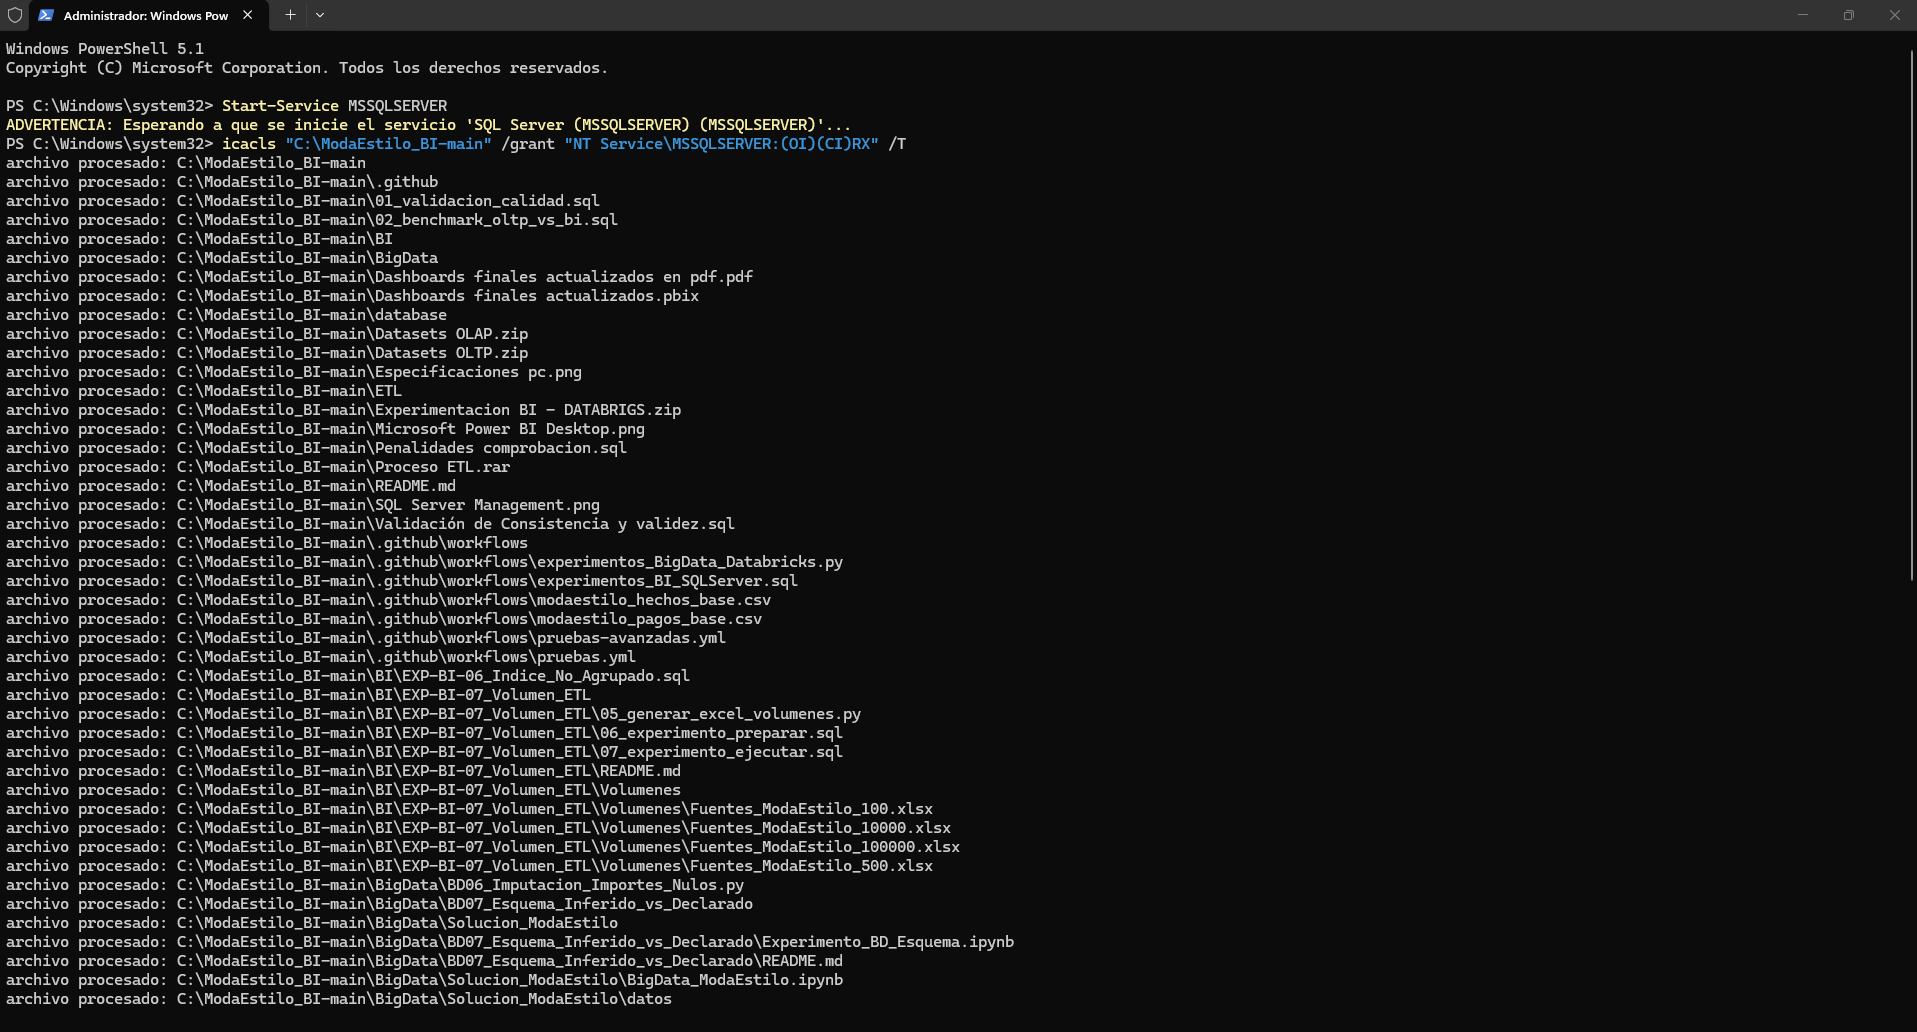 Administrador: Windows Pow
Windows PowerShell 5.1
Copyright (C) Microsoft Corporation. Todos los derechos reservados.
PS C:\Windows\system32> Start-Service MSSQLSERVER
ADVERTENCIA: Esperando a que se inicie el servicio 'SQL Server (MSSQLSERVER) (MSSQLSERVER)'...
PS C:\Windows\system32> icacls "C:\ModaEstilo_BI-main" /grant "NT Service\MSSQLSERVER:(OI)(CI)RX" /T
archivo procesado: C:\ModaEstilo_BI-main
archivo procesado: C:\ModaEstilo_BI-main\.github
archivo procesado: C:\ModaEstilo_BI-main\01_validacion_calidad.sql
archivo procesado: C:\ModaEstilo_BI-main\02_benchmark_oltp_vs_bi.sql
archivo procesado: C:\ModaEstilo_BI-main\BI
archivo procesado: C:\ModaEstilo_BI-main\BigData
archivo procesado: C:\ModaEstilo_BI-main\Dashboards finales actualizados en pdf.pdf
archivo procesado: C:\ModaEstilo_BI-main\Dashboards finales actualizados.pbix
archivo procesado: C:\ModaEstilo_BI-main\database
archivo procesado: C:\ModaEstilo_BI-main\Datasets OLAP.zip
archivo procesado: C:\ModaEstilo_BI-main\Datasets OLTP.zip
archivo procesado: C:\ModaEstilo_BI-main\Especificaciones pc.png
archivo procesado: C:\ModaEstilo_BI-main\ETL
archivo procesado: C:\ModaEstilo_BI-main\Experimentacion BI - DATABRIGS.zip
archivo procesado: C:\ModaEstilo_BI-main\Microsoft Power BI Desktop.png
archivo procesado: C:\ModaEstilo_BI-main\Penalidades comprobacion.sql
archivo procesado: C:\ModaEstilo_BI-main\Proceso ETL.rar
archivo procesado: C:\ModaEstilo_BI-main\README.md
archivo procesado: C:\ModaEstilo_BI-main\SQL Server Management.png
archivo procesado: C:\ModaEstilo_BI-main\Validación de Consistencia y validez.sql
archivo procesado: C:\ModaEstilo_BI-main\.github\workflows
archivo procesado: C:\ModaEstilo_BI-main\.github\workflows\experimentos_BigData_Databricks.py
archivo procesado: C:\ModaEstilo_BI-main\.github\workflows\experimentos_BI_SQLServer.sql
archivo procesado: C:\ModaEstilo_BI-main\.github\workflows\modaestilo_hechos_base.csv
archivo procesado: C:\ModaEstilo_BI-main\.github\workflows\modaestilo_pagos_base.csv
archivo procesado: C:\ModaEstilo_BI-main\.github\workflows\pruebas-avanzadas.yml
archivo procesado: C:\ModaEstilo_BI-main\.github\workflows\pruebas.yml
archivo procesado: C:\ModaEstilo_BI-main\BI\EXP-BI-06_Indice_No_Agrupado.sql
archivo procesado: C:\ModaEstilo_BI-main\BI\EXP-BI-07_Volumen_ETL
archivo procesado: C:\ModaEstilo_BI-main\BI\EXP-BI-07_Volumen_ETL\05_generar_excel_volumenes.py
archivo procesado: C:\ModaEstilo_BI-main\BI\EXP-BI-07_Volumen_ETL\06_experimento_preparar.sql
archivo procesado: C:\ModaEstilo_BI-main\BI\EXP-BI-07_Volumen_ETL\07_experimento_ejecutar.sql
archivo procesado: C:\ModaEstilo_BI-main\BI\EXP-BI-07_Volumen_ETL\README.md
archivo procesado: C:\ModaEstilo_BI-main\BI\EXP-BI-07_Volumen_ETL\Volumenes
archivo procesado: C:\ModaEstilo_BI-main\BI\EXP-BI-07_Volumen_ETL\Volumenes\Fuentes_ModaEstilo_100.xlsx
archivo procesado: C:\ModaEstilo_BI-main\BI\EXP-BI-07_Volumen_ETL\Volumenes\Fuentes_ModaEstilo_10000.xlsx
archivo procesado: C:\ModaEstilo_BI-main\BI\EXP-BI-07_Volumen_ETL\Volumenes\Fuentes_ModaEstilo_100000.xlsx
archivo procesado: C:\ModaEstilo_BI-main\BI\EXP-BI-07_Volumen_ETL\Volumenes\Fuentes_ModaEstilo_500.xlsx
archivo procesado: C:\ModaEstilo_BI-main\BigData\BD06_Imputacion_Importes_Nulos.py
archivo procesado: C:\ModaEstilo_BI-main\BigData\BD07_Esquema_Inferido_vs_Declarado
archivo procesado: C:\ModaEstilo_BI-main\BigData\Solucion_ModaEstilo
archivo procesado: C:\ModaEstilo_BI-main\BigData\BD07_Esquema_Inferido_vs_Declarado\Experimento_BD_Esquema.ipynb
archivo procesado: C:\ModaEstilo_BI-main\BigData\BD07_Esquema_Inferido_vs_Declarado\README.md
archivo procesado: C:\ModaEstilo_BI-main\BigData\Solucion_ModaEstilo\BigData_ModaEstilo.ipynb
archivo procesado: C:\ModaEstilo_BI-main\BigData\Solucion_ModaEstilo\datos